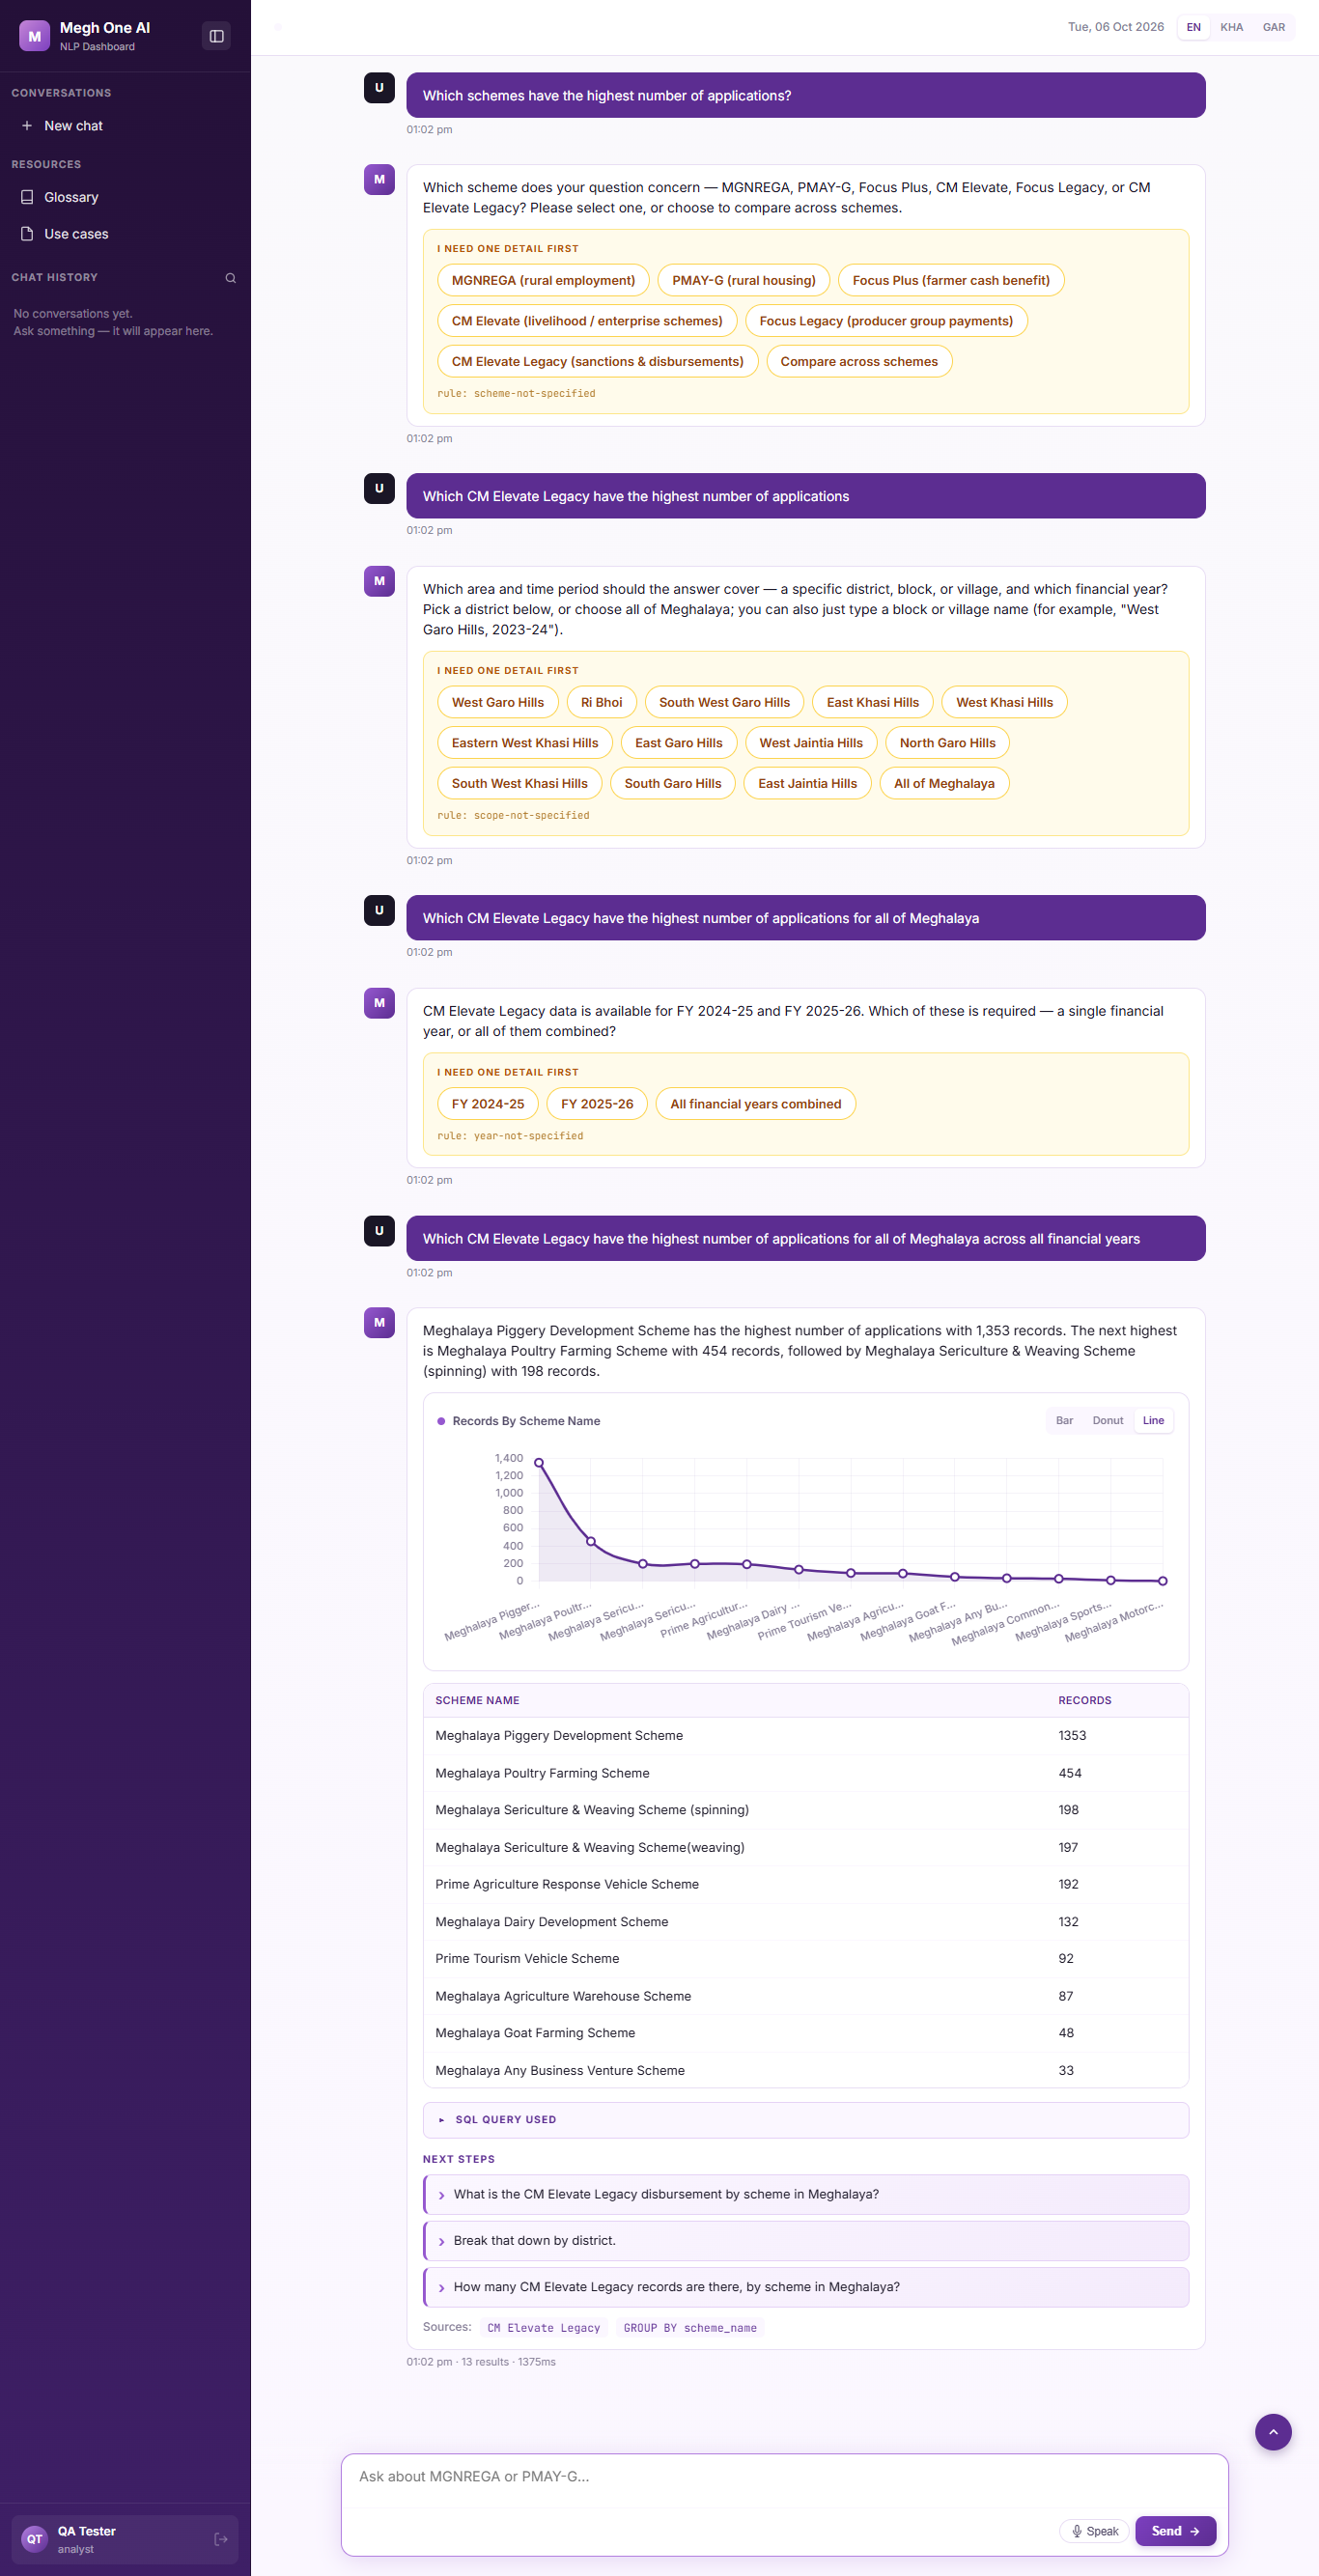 M
Megh One AI
NLP Dashboard
CONVERSATIONS
+ New chat
RESOURCES
Glossary
Use cases
CHAT HISTORY
No conversations yet.
Ask something — it will appear here.
QT
QA Tester
analyst
Tue, 06 Oct 2026
EN KHA GAR
U
Which schemes have the highest number of applications?
01:02 pm
M
Which scheme does your question concern — MGNREGA, PMAY-G, Focus Plus, CM Elevate, Focus Legacy, or CM
Elevate Legacy? Please select one, or choose to compare across schemes.
I NEED ONE DETAIL FIRST
MGNREGA (rural employment) PMAY-G (rural housing) Focus Plus (farmer cash benefit)
CM Elevate (livelihood / enterprise schemes) Focus Legacy (producer group payments)
CM Elevate Legacy (sanctions & disbursements) Compare across schemes
rule: scheme-not-specified
01:02 pm
U
Which CM Elevate Legacy have the highest number of applications
01:02 pm
M
Which area and time period should the answer cover — a specific district, block, or village, and which financial year?
Pick a district below, or choose all of Meghalaya; you can also just type a block or village name (for example, "West
Garo Hills, 2023-24").
I NEED ONE DETAIL FIRST
West Garo Hills Ri Bhoi South West Garo Hills East Khasi Hills West Khasi Hills
Eastern West Khasi Hills East Garo Hills West Jaintia Hills North Garo Hills
South West Khasi Hills South Garo Hills East Jaintia Hills All of Meghalaya
rule: scope-not-specified
01:02 pm
U
Which CM Elevate Legacy have the highest number of applications for all of Meghalaya
01:02 pm
M
CM Elevate Legacy data is available for FY 2024-25 and FY 2025-26. Which of these is required — a single financial
year, or all of them combined?
I NEED ONE DETAIL FIRST
FY 2024-25 FY 2025-26 All financial years combined
rule: year-not-specified
01:02 pm
U
Which CM Elevate Legacy have the highest number of applications for all of Meghalaya across all financial years
01:02 pm
M
Meghalaya Piggery Development Scheme has the highest number of applications with 1,353 records. The next highest
is Meghalaya Poultry Farming Scheme with 454 records, followed by Meghalaya Sericulture & Weaving Scheme
(spinning) with 198 records.
Records By Scheme Name
Bar Donut Line
1,400
1,200
1,000
800
600
400
200
0
Meghalaya Pigger...
Meghalaya Poultr...
Meghalaya Sericu...
Meghalaya Sericu...
Prime Agricultur...
Meghalaya Dairy ...
Prime Tourism Ve...
Meghalaya Agricu...
Meghalaya Goat F...
Meghalaya Any Bu...
Meghalaya Common...
Meghalaya Sports...
Meghalaya Motorc...
SCHEME NAME RECORDS
Meghalaya Piggery Development Scheme 1353
Meghalaya Poultry Farming Scheme 454
Meghalaya Sericulture & Weaving Scheme (spinning) 198
Meghalaya Sericulture & Weaving Scheme(weaving) 197
Prime Agriculture Response Vehicle Scheme 192
Meghalaya Dairy Development Scheme 132
Prime Tourism Vehicle Scheme 92
Meghalaya Agriculture Warehouse Scheme 87
Meghalaya Goat Farming Scheme 48
Meghalaya Any Business Venture Scheme 33
SQL QUERY USED
NEXT STEPS
What is the CM Elevate Legacy disbursement by scheme in Meghalaya?
Break that down by district.
How many CM Elevate Legacy records are there, by scheme in Meghalaya?
Sources: CM Elevate Legacy GROUP BY scheme_name
01:02 pm · 13 results · 1375ms
Ask about MGNREGA or PMAY-G...
Speak
Send →